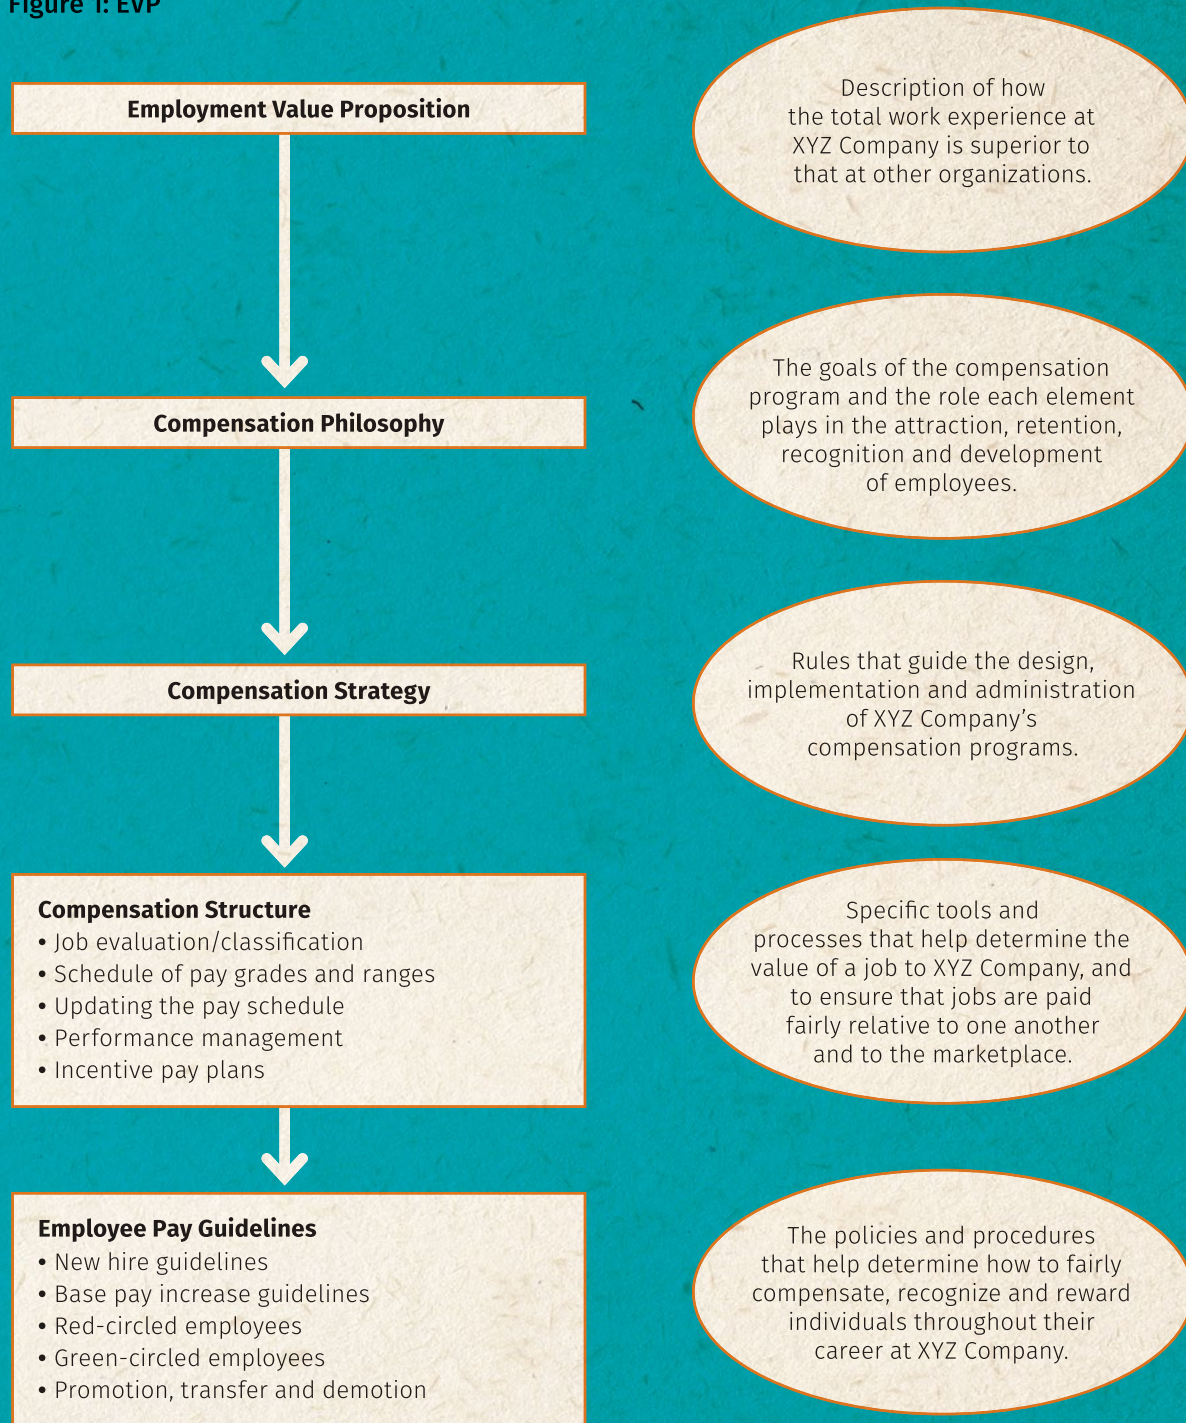 Figure 1: EVP
Employment Value Proposition
Description of how
the total work experience at
XYZ Company is superior to
that at other organizations.
Compensation Philosophy
The goals of the compensation
program and the role each element
plays in the attraction, retention,
recognition and development
of employees.
Compensation Strategy
Rules that guide the design,
implementation and administration
of XYZ Company’s
compensation programs.
Compensation Structure
• Job evaluation/classification
• Schedule of pay grades and ranges
• Updating the pay schedule
• Performance management
• Incentive pay plans
Specific tools and
processes that help determine the
value of a job to XYZ Company, and
to ensure that jobs are paid
fairly relative to one another
and to the marketplace.
Employee Pay Guidelines
• New hire guidelines
• Base pay increase guidelines
• Red-circled employees
• Green-circled employees
• Promotion, transfer and demotion
The policies and procedures
that help determine how to fairly
compensate, recognize and reward
individuals throughout their
career at XYZ Company.